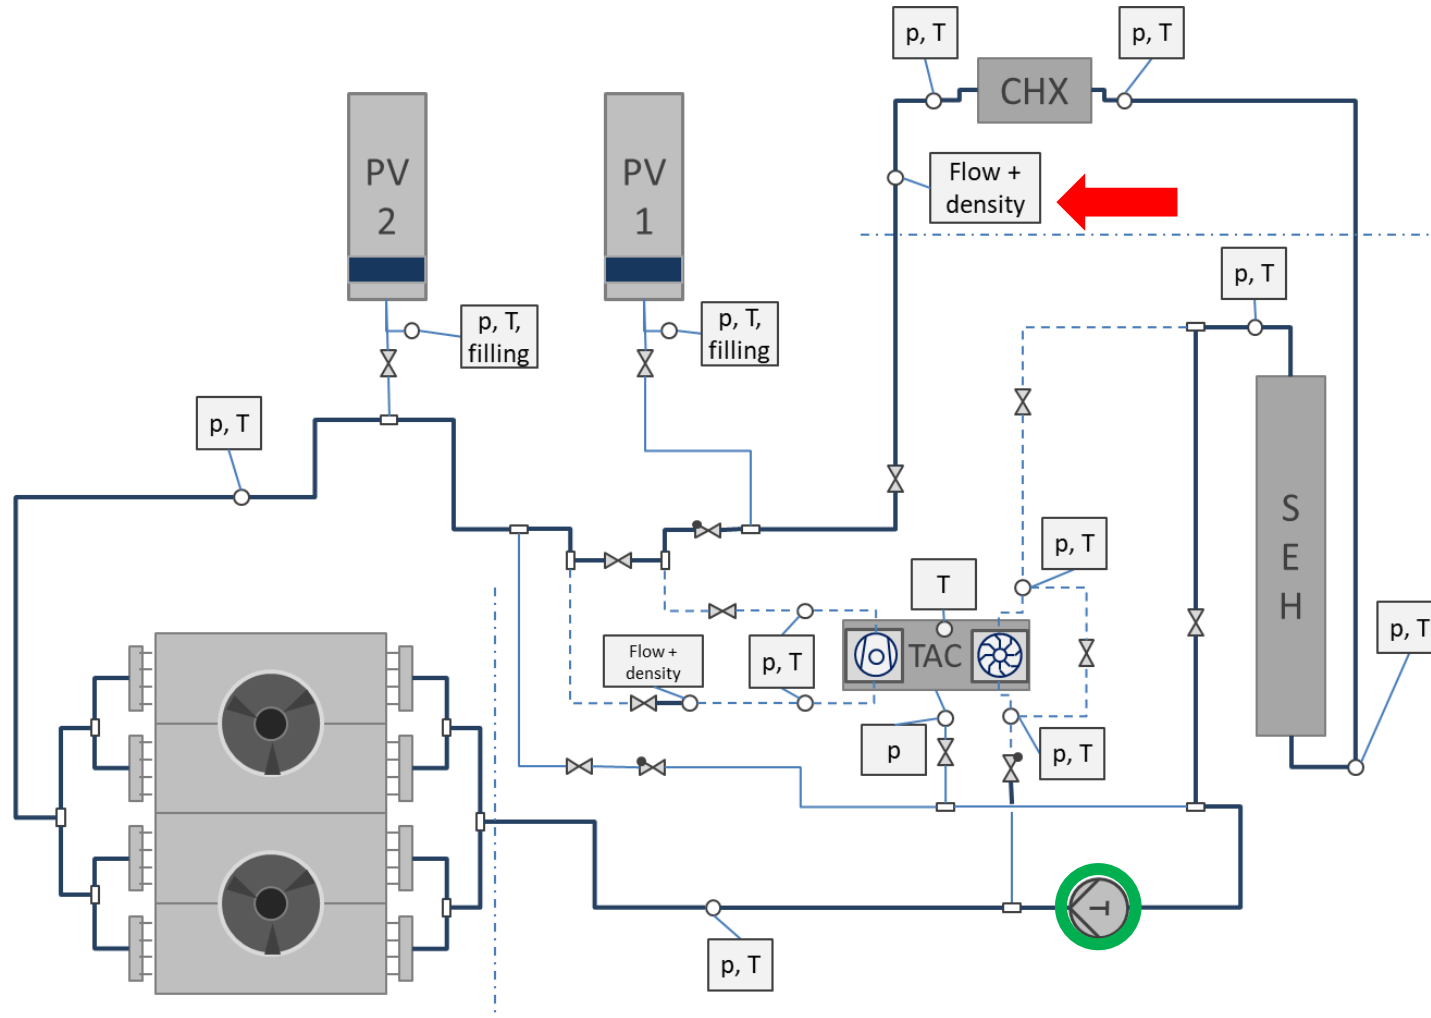 p, T
p, T
CHX
PV
2
PV
1
Flow +
density
p, T
p, T,
filling
p, T,
filling
p, T
S
E
H
p, T
T
p, T
Flow +
density
p, T
TAC
p
p, T
T
p, T